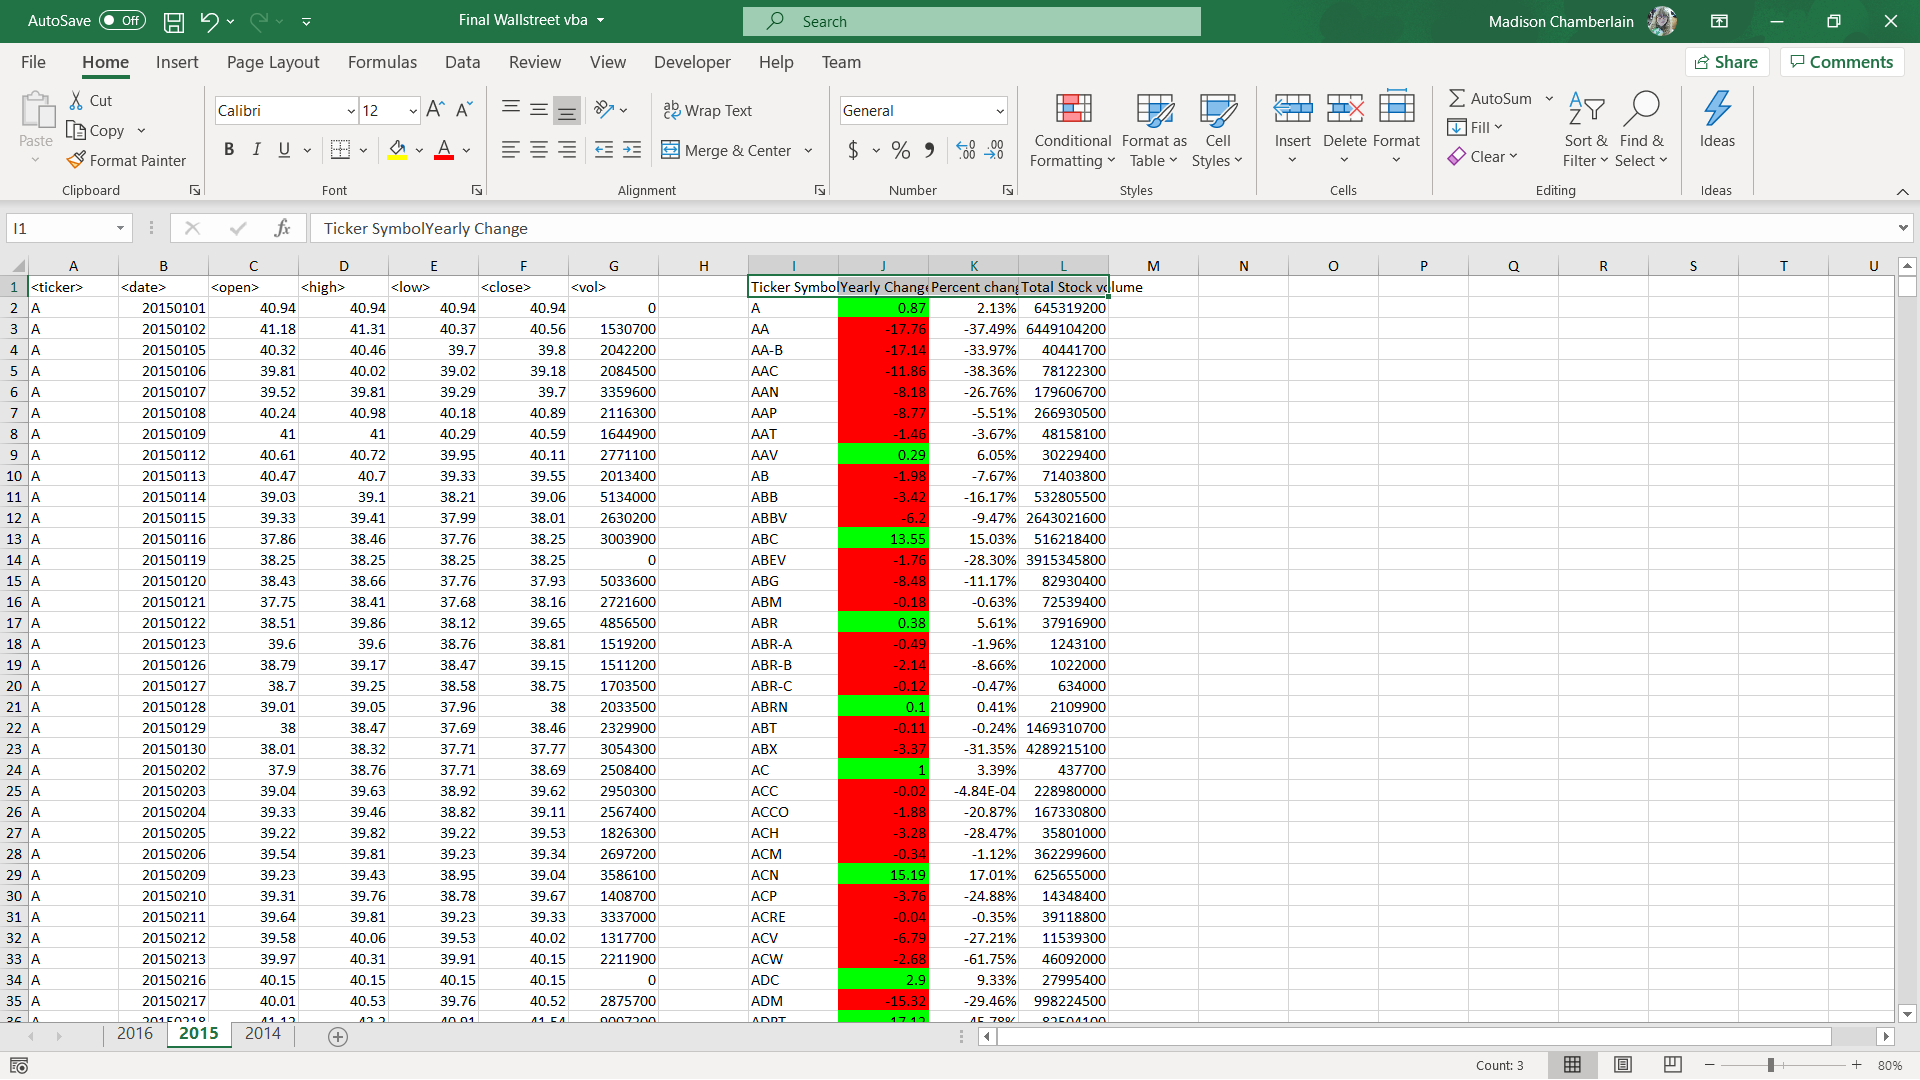 AutoSave Off Final Wallstreet vba Search Madison Chamberlain
File Home Insert Page Layout Formulas Data Review View Developer Help Team Share Comments
Paste Cut Copy Format Painter Clipboard
Calibri 12 A A B I U A Font
ab Wrap Text Merge & Center Alignment
General $ % 9 .00 Number
Conditional Formatting Format as Table Cell Styles Styles
Insert Delete Format Cells
AutoSum Fill Clear Sort & Filter Find & Select Editing
Ideas Ideas
I1 fx Ticker SymbolYearly Change
A B C D E F G H I J K L M N O P Q R S T U
1 <ticker> <date> <open> <high> <low> <close> <vol> Ticker Symbol Yearly Change Percent chang Total Stock volume
2 A 20150101 40.94 40.94 40.94 40.94 0 A 0.87 2.13% 645319200
3 A 20150102 41.18 41.31 40.37 40.56 1530700 AA -17.76 -37.49% 6449104200
4 A 20150105 40.32 40.46 39.7 39.8 2042200 AA-B -17.14 -33.97% 40441700
5 A 20150106 39.81 40.02 39.02 39.18 2084500 AAC -11.86 -38.36% 78122300
6 A 20150107 39.52 39.81 39.29 39.7 3359600 AAN -8.18 -26.76% 179606700
7 A 20150108 40.24 40.98 40.18 40.89 2116300 AAP -8.77 -5.51% 266930500
8 A 20150109 41 41 40.29 40.59 1644900 AAT -1.46 -3.67% 48158100
9 A 20150112 40.61 40.72 39.95 40.11 2771100 AAV 0.29 6.05% 30229400
10 A 20150113 40.47 40.7 39.33 39.55 2013400 AB -1.98 -7.67% 71403800
11 A 20150114 39.03 39.1 38.21 39.06 5134000 ABB -3.42 -16.17% 532805500
12 A 20150115 39.33 39.41 37.99 38.01 2630200 ABBV -6.2 -9.47% 2643021600
13 A 20150116 37.86 38.46 37.76 38.25 3003900 ABC 13.55 15.03% 516218400
14 A 20150119 38.25 38.25 38.25 38.25 0 ABEV -1.76 -28.30% 3915345800
15 A 20150120 38.43 38.66 37.76 37.93 5033600 ABG -8.48 -11.17% 82930400
16 A 20150121 37.75 38.41 37.68 38.16 2721600 ABM -0.18 -0.63% 72539400
17 A 20150122 38.51 39.86 38.12 39.65 4856500 ABR 0.38 5.61% 37916900
18 A 20150123 39.6 39.6 38.76 38.81 1519200 ABR-A -0.49 -1.96% 1243100
19 A 20150126 38.79 39.17 38.47 39.15 1511200 ABR-B -2.14 -8.66% 1022000
20 A 20150127 38.7 39.25 38.58 38.75 1703500 ABR-C -0.12 -0.47% 634000
21 A 20150128 39.01 39.05 37.96 38 2033500 ABRN 0.1 0.41% 2109900
22 A 20150129 38 38.47 37.69 38.46 2329900 ABT -0.11 -0.24% 1469310700
23 A 20150130 38.01 38.32 37.71 37.77 3054300 ABX -3.37 -31.35% 4289215100
24 A 20150202 37.9 38.76 37.71 38.69 2508400 AC 1 3.39% 437700
25 A 20150203 39.04 39.63 38.92 39.62 2950300 ACC -0.02 -4.84E-04 228980000
26 A 20150204 39.33 39.46 38.82 39.11 2567400 ACCO -1.88 -20.87% 167330800
27 A 20150205 39.22 39.82 39.22 39.53 1826300 ACH -3.28 -28.47% 35801000
28 A 20150206 39.54 39.81 39.23 39.34 2697200 ACM -0.34 -1.12% 362299600
29 A 20150209 39.23 39.43 38.95 39.04 3586100 ACN 15.19 17.01% 625655000
30 A 20150210 39.31 39.76 38.78 39.67 1408700 ACP -3.76 -24.88% 14348400
31 A 20150211 39.64 39.81 39.23 39.33 3337000 ACRE -0.04 -0.35% 39118800
32 A 20150212 39.58 40.06 39.53 40.02 1317700 ACV -6.79 -27.21% 11539300
33 A 20150213 39.97 40.31 39.91 40.15 2211900 ACW -2.68 -61.75% 46092000
34 A 20150216 40.15 40.15 40.15 40.15 0 ADC 2.9 9.33% 27995400
35 A 20150217 40.01 40.53 39.76 40.52 2875700 ADM -15.32 -29.46% 998224500
2016 2015 2014
Count: 3 80%